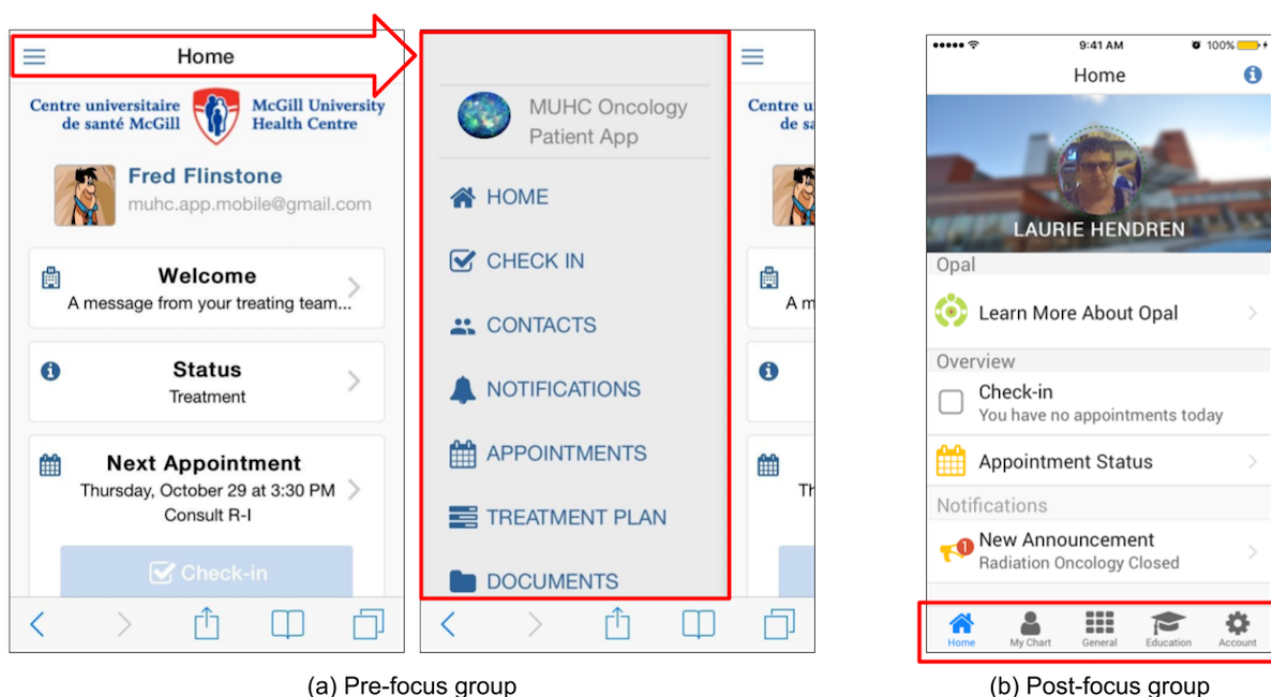 Home
Centre universitaire
de santé McGill
McGill University
Health Centre
Fred Flinstone
muhc.app.mobile@gmail.com
Welcome
A message from your treating team...
Status
Treatment
Next Appointment
Thursday, October 29 at 3:30 PM
Consult R-I
Check-in
MUHC Oncology
Patient App
HOME
CHECK IN
CONTACTS
NOTIFICATIONS
APPOINTMENTS
TREATMENT PLAN
DOCUMENTS
Centre u
de sa
A m
Th
(a) Pre-focus group
9:41 AM
100%
Home
LAURIE HENDREN
Opal
Learn More About Opal
Overview
Check-in
You have no appointments today
Appointment Status
Notifications
1
New Announcement
Radiation Oncology Closed
Home My Chart General Education Account
(b) Post-focus group